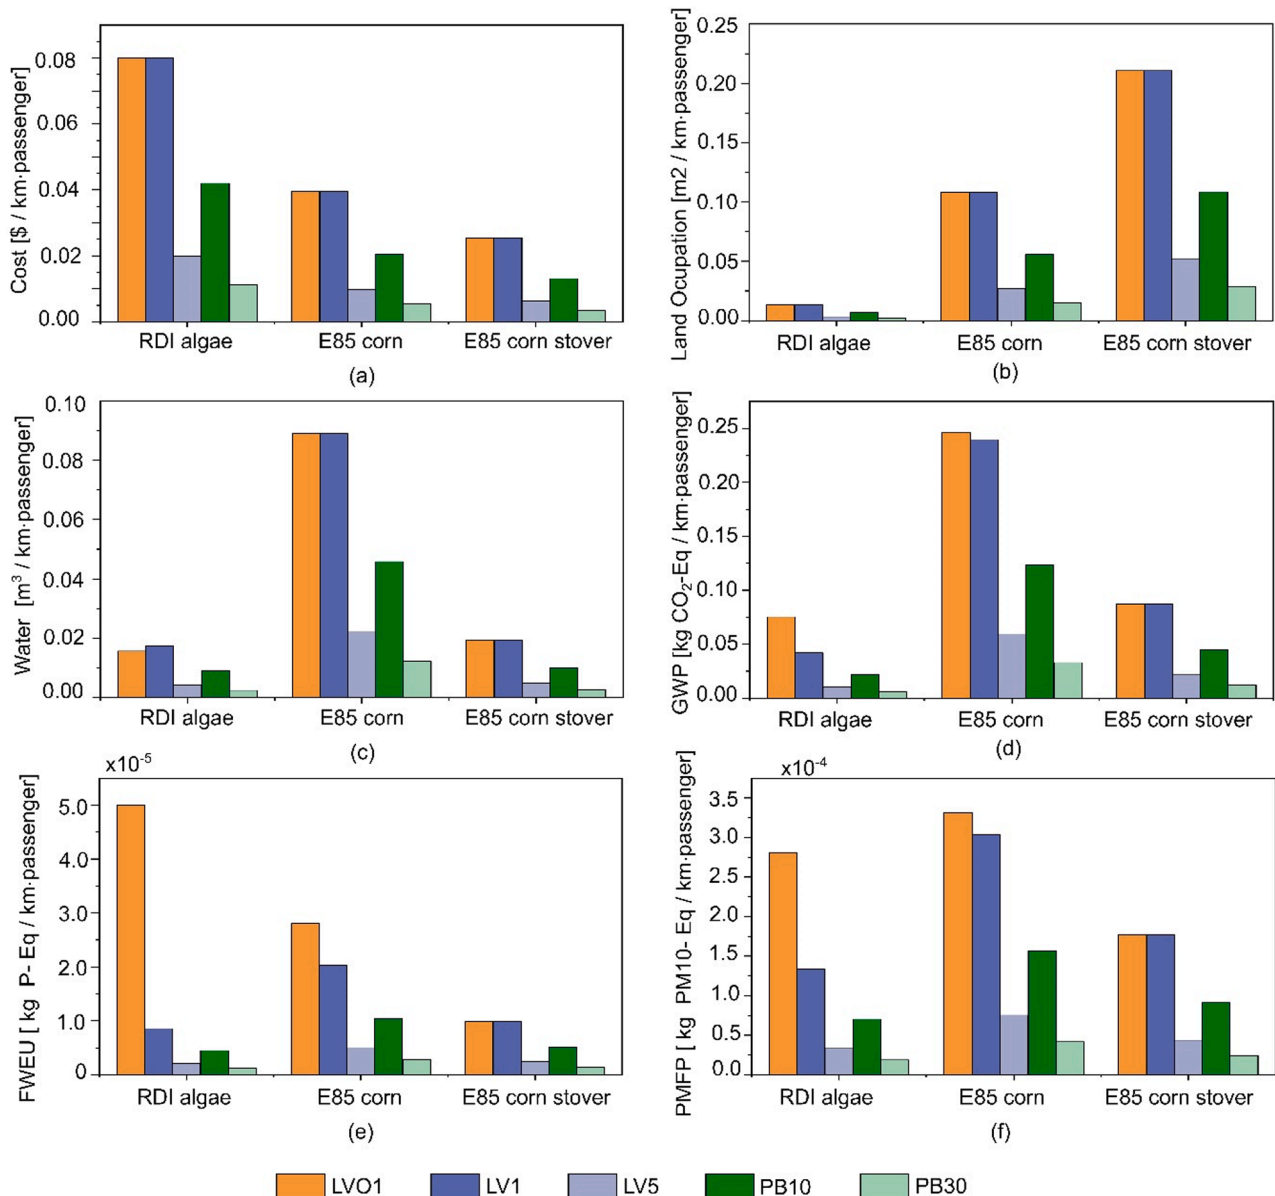 Cost [$ / km·passenger]
0.08
0.06
0.04
0.02
0.00
RDI algae
E85 corn
E85 corn stover
(a)
Land Ocupation [m2 / km·passenger]
0.25
0.20
0.15
0.10
0.05
0.00
RDI algae
E85 corn
E85 corn stover
(b)
Water [m³ / km·passenger]
0.10
0.08
0.06
0.04
0.02
0.00
RDI algae
E85 corn
E85 corn stover
(c)
GWP [kg CO₂-Eq / km·passenger]
0.25
0.20
0.15
0.10
0.05
0.00
RDI algae
E85 corn
E85 corn stover
(d)
x10⁻⁵
FWEU [ kg P- Eq / km·passenger]
5.0
4.0
3.0
2.0
1.0
0
RDI algae
E85 corn
E85 corn stover
(e)
x10⁻⁴
PMFP [ kg PM10- Eq / km·passenger]
3.5
3.0
2.5
2.0
1.5
1.0
0.5
0.0
RDI algae
E85 corn
E85 corn stover
(f)
LVO1
LV1
LV5
PB10
PB30